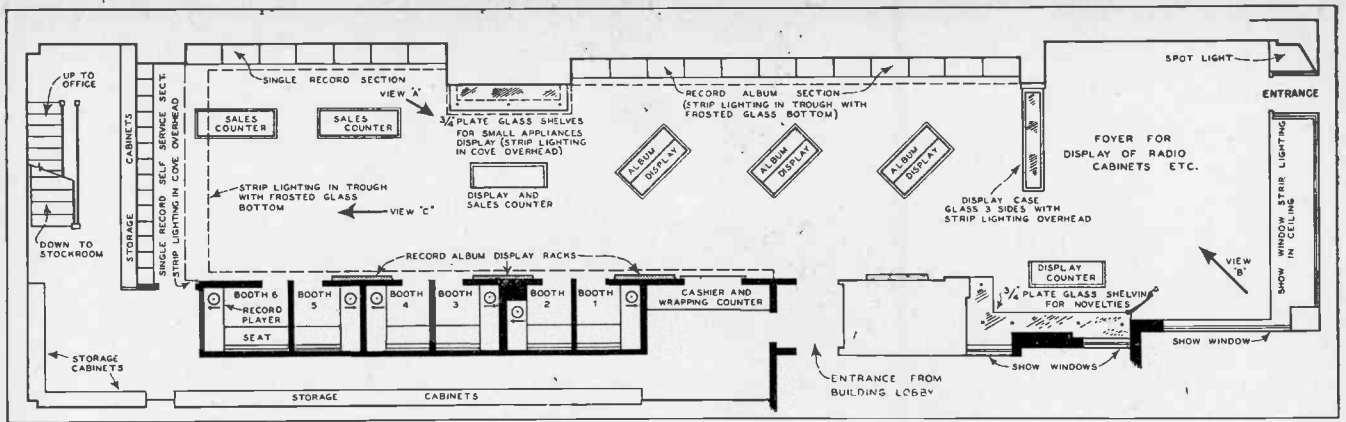 UP TO
OFFICE
DOWN TO
STOCKROOM
STORAGE CABINETS
SINGLE RECORD SELF SERVICE SECT.
STRIP LIGHTING IN COVE OVERHEAD
SINGLE RECORD SECTION
VIEW "A"
SALES
COUNTER
SALES
COUNTER
3/4 PLATE GLASS SHELVES
FOR SMALL APPLIANCES
DISPLAY (STRIP LIGHTING
IN COVE OVERHEAD)
RECORD ALBUM SECTION
(STRIP LIGHTING IN TROUGH WITH
FROSTED GLASS BOTTOM)
SPOT LIGHT
ENTRANCE
FOYER FOR
DISPLAY OF RADIO
CABINETS ETC.
ALBUM
DISPLAY
ALBUM
DISPLAY
ALBUM
DISPLAY
STRIP LIGHTING IN TROUGH
WITH FROSTED GLASS
BOTTOM
VIEW "C"
DISPLAY AND
SALES COUNTER
DISPLAY CASE
GLASS 3 SIDES WITH
STRIP LIGHTING OVERHEAD
SHOW WINDOW STRIP LIGHTING
IN CEILING
VIEW
"B"
RECORD ALBUM DISPLAY RACKS
DISPLAY
COUNTER
3/4 PLATE GLASS SHELVING
FOR NOVELTIES
BOOTH 6
BOOTH
5
BOOTH
4
BOOTH
3
BOOTH
2
BOOTH
1
CASHIER AND
WRAPPING COUNTER
RECORD
PLAYER
SEAT
STORAGE
CABINETS
STORAGE CABINETS
ENTRANCE FROM
BUILDING LOBBY
SHOW WINDOWS
SHOW WINDOW